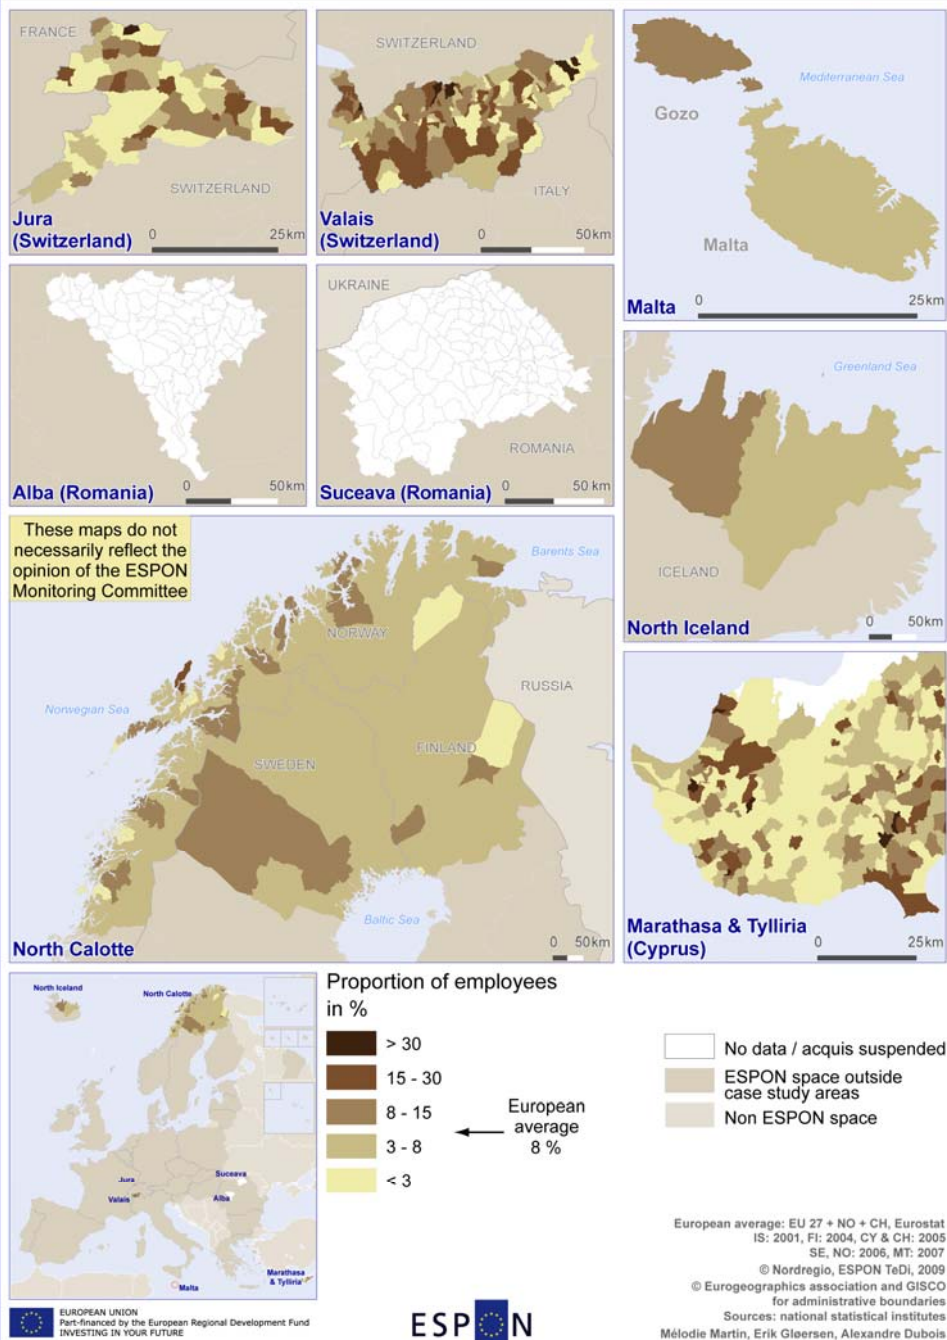 FRANCE
SWITZERLAND
Jura
(Switzerland)
0 25km
SWITZERLAND
ITALY
Valais
(Switzerland)
0 50km
Mediterranean Sea
Gozo
Malta
Malta
0 25km
Alba (Romania)
0 50km
UKRAINE
ROMANIA
Suceava (Romania)
0 50km
Greenland Sea
ICELAND
North Iceland
0 50km
These maps do not
necessarily reflect the
opinion of the ESPON
Monitoring Committee
Barents Sea
NORWAY
RUSSIA
Norwegian Sea
SWEDEN
FINLAND
Baltic Sea
North Calotte
0 50km
Marathasa & Tylliria
(Cyprus)
0 25km
North Iceland
North Calotte
Jura
Suceava
Valais
Alba
Marathasa
& Tylliria
Malta
Proportion of employees
in %
> 30
15 - 30
8 - 15
3 - 8
< 3
European
average
8 %
No data / acquis suspended
ESPON space outside
case study areas
Non ESPON space
European average: EU 27 + NO + CH, Eurostat
IS: 2001, FI: 2004, CY & CH: 2005
SE, NO: 2006, MT: 2007
© Nordregio, ESPON TeDi, 2009
© Eurogeographics association and GISCO
for administrative boundaries
Sources: national statistical institutes
Mélodie Martin, Erik Gløersen, Alexandre Dubois
EUROPEAN UNION
Part-financed by the European Regional Development Fund
INVESTING IN YOUR FUTURE
ESPON